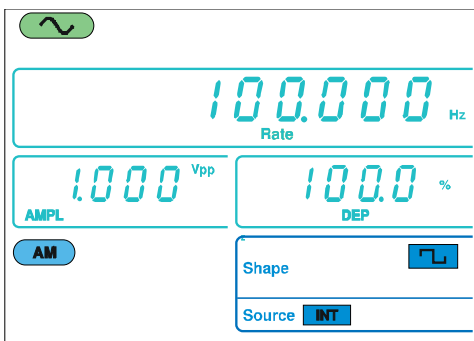 100.000 Hz
Rate
1.000 Vpp
AMPL
100.0 %
DEP
AM
Shape
Source INT